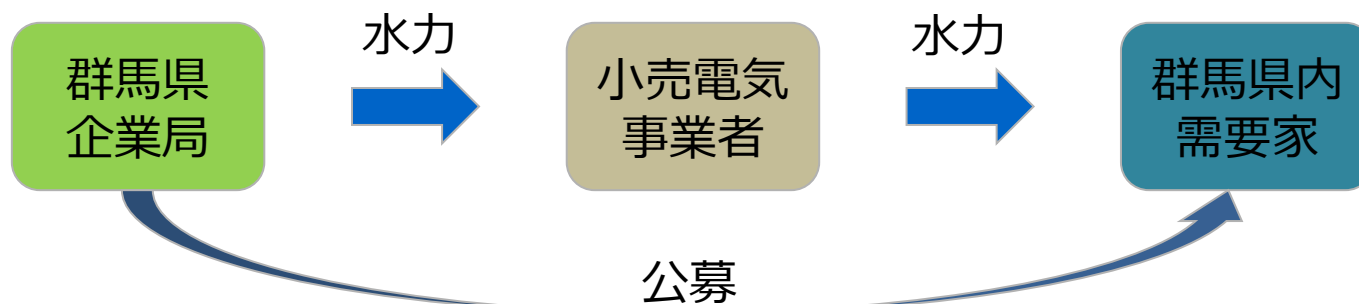 水力
水力
群馬県
企業局
小売電気
事業者
群馬県内
需要家
公募